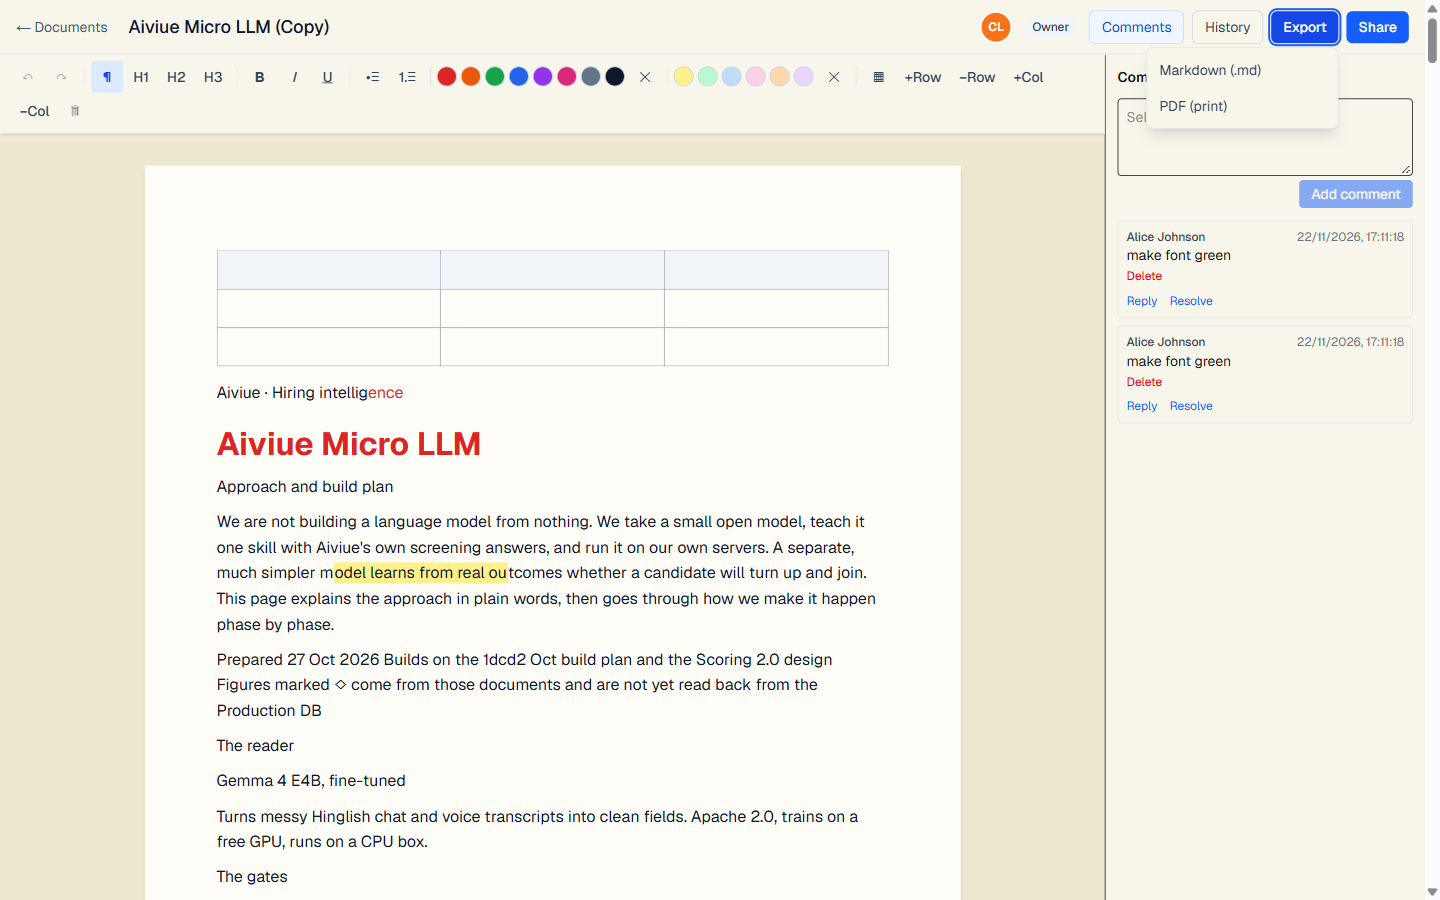 ← Documents
Aiviue Micro LLM (Copy)
CL
Owner
Comments
History
Export
Share
¶ H1 H2 H3 B I U +Row −Row +Col
−Col
Markdown (.md)
PDF (print)
Add comment
Alice Johnson 22/11/2026, 17:11:18
make font green
Delete
Reply Resolve
Alice Johnson 22/11/2026, 17:11:18
make font green
Delete
Reply Resolve
Aiviue · Hiring intelligence
Aiviue Micro LLM
Approach and build plan
We are not building a language model from nothing. We take a small open model, teach it
one skill with Aiviue's own screening answers, and run it on our own servers. A separate,
much simpler model learns from real outcomes whether a candidate will turn up and join.
This page explains the approach in plain words, then goes through how we make it happen
phase by phase.
Prepared 27 Oct 2026 Builds on the 1dcd2 Oct build plan and the Scoring 2.0 design
Figures marked ◇ come from those documents and are not yet read back from the
Production DB
The reader
Gemma 4 E4B, fine-tuned
Turns messy Hinglish chat and voice transcripts into clean fields. Apache 2.0, trains on a
free GPU, runs on a CPU box.
The gates